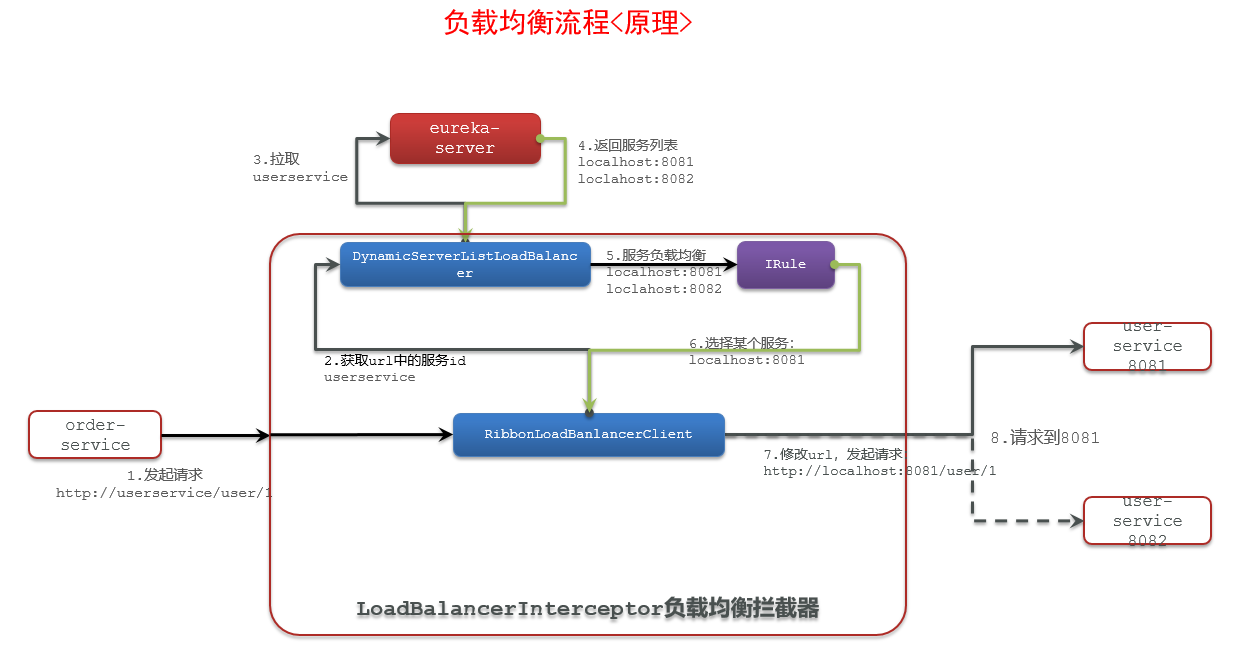 负载均衡流程<原理>
eureka-
server
3.拉取
userservice
4.返回服务列表
localhost:8081
loclahost:8082
DynamicServerListLoadBalanc
er
5.服务负载均衡
localhost:8081
loclahost:8082
IRule
2.获取url中的服务id
userservice
6.选择某个服务：
localhost:8081
user-
service
8081
order-
service
RibbonLoadBanlancerClient
1.发起请求
http://userservice/user/1
7.修改url，发起请求
http://localhost:8081/user/1
8.请求到8081
user-
service
8082
LoadBalancerInterceptor负载均衡拦截器